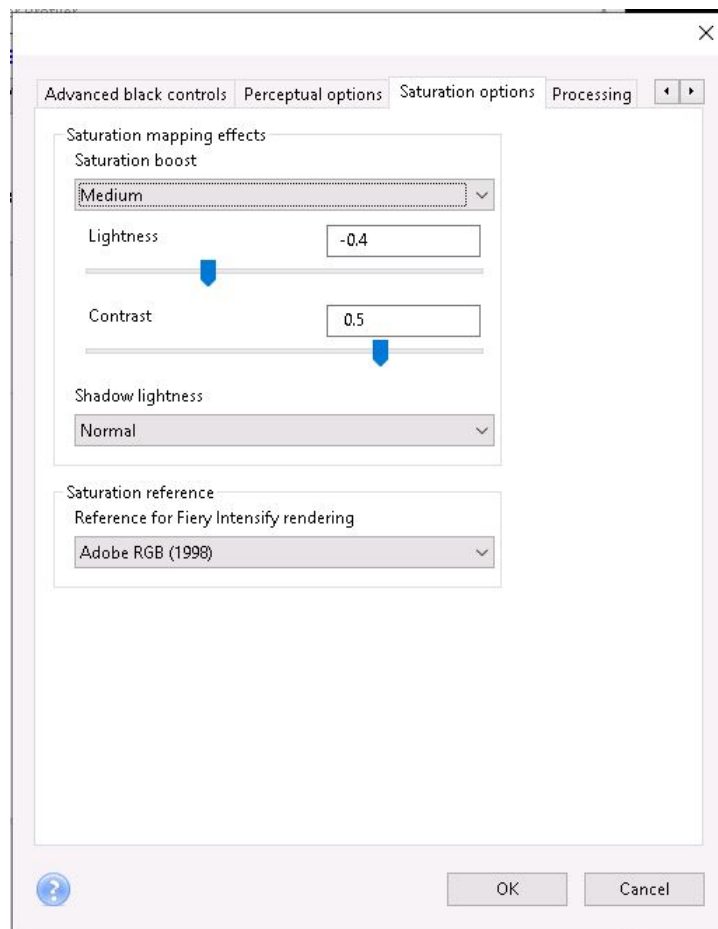 Advanced black controls
Perceptual options
Saturation options
Processing
Saturation mapping effects
Saturation boost
Medium
Lightness
-0.4
Contrast
0.5
Shadow lightness
Normal
Saturation reference
Reference for Fiery Intensify rendering
Adobe RGB (1998)
?
OK
Cancel